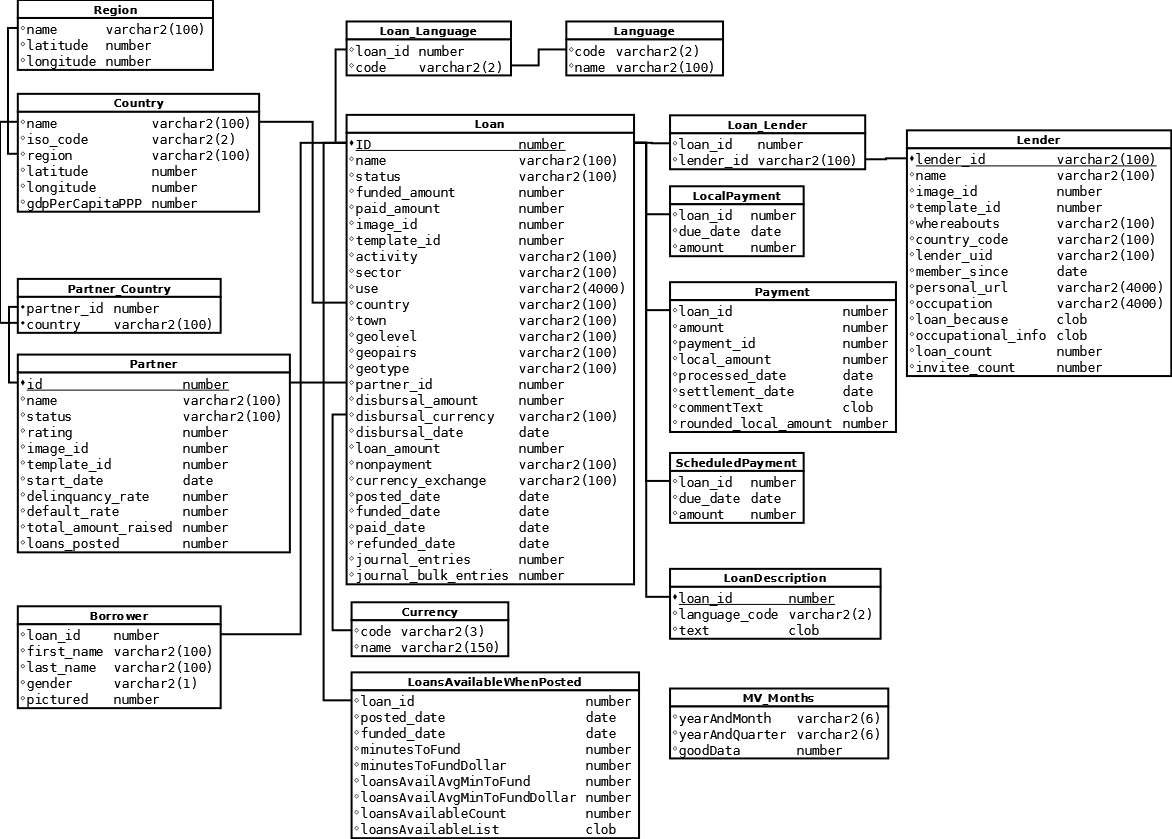 Region
name varchar2(100)
latitude number
longitude number
Country
name varchar2(100)
iso_code varchar2(2)
region varchar2(100)
latitude number
longitude number
gdpPerCapitaPPP number
Partner_Country
partner_id number
country varchar2(100)
Partner
id number
name varchar2(100)
status varchar2(100)
rating number
image_id number
template_id number
start_date date
delinquancy_rate number
default_rate number
total_amount_raised number
loans_posted number
Borrower
loan_id number
first_name varchar2(100)
last_name varchar2(100)
gender varchar2(1)
pictured number
Loan_Language
loan_id number
code varchar2(2)
Language
code varchar2(2)
name varchar2(100)
Loan
ID number
name varchar2(100)
status varchar2(100)
funded_amount number
paid_amount number
image_id number
template_id number
activity varchar2(100)
sector varchar2(100)
use varchar2(4000)
country varchar2(100)
town varchar2(100)
geolevel varchar2(100)
geopairs varchar2(100)
geotype varchar2(100)
partner_id number
disbursal_amount number
disbursal_currency varchar2(100)
disbursal_date date
loan_amount number
nonpayment varchar2(100)
currency_exchange varchar2(100)
posted_date date
funded_date date
paid_date date
refunded_date date
journal_entries number
journal_bulk_entries number
Currency
code varchar2(3)
name varchar2(150)
LoansAvailableWhenPosted
loan_id number
posted_date date
funded_date date
minutesToFund number
minutesToFundDollar number
loansAvailAvgMinToFund number
loansAvailAvgMinToFundDollar number
loansAvailableCount number
loansAvailableList clob
Loan_Lender
loan_id number
lender_id varchar2(100)
LocalPayment
loan_id number
due_date date
amount number
Payment
loan_id number
amount number
payment_id number
local_amount number
processed_date date
settlement_date date
commentText clob
rounded_local_amount number
ScheduledPayment
loan_id number
due_date date
amount number
LoanDescription
loan_id number
language_code varchar2(2)
text clob
MV_Months
yearAndMonth varchar2(6)
yearAndQuarter varchar2(6)
goodData number
Lender
lender_id varchar2(100)
name varchar2(100)
image_id number
template_id number
whereabouts varchar2(100)
country_code varchar2(100)
lender_uid varchar2(100)
member_since date
personal_url varchar2(4000)
occupation varchar2(4000)
loan_because clob
occupational_info clob
loan_count number
invitee_count number